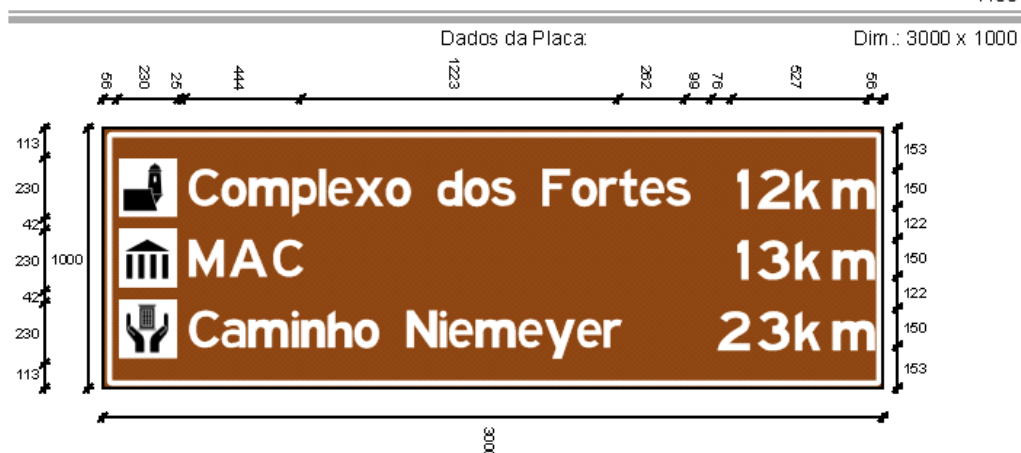 Dados da Placa: Dim.: 3000 x 1000
56 230 25 444 1223 262 99 76 527 56
113 153
Complexo dos Fortes 12km
230 150
42 122
MAC 13km
230 1000 150
42 122
Caminho Niemeyer 23km
230 150
113 153